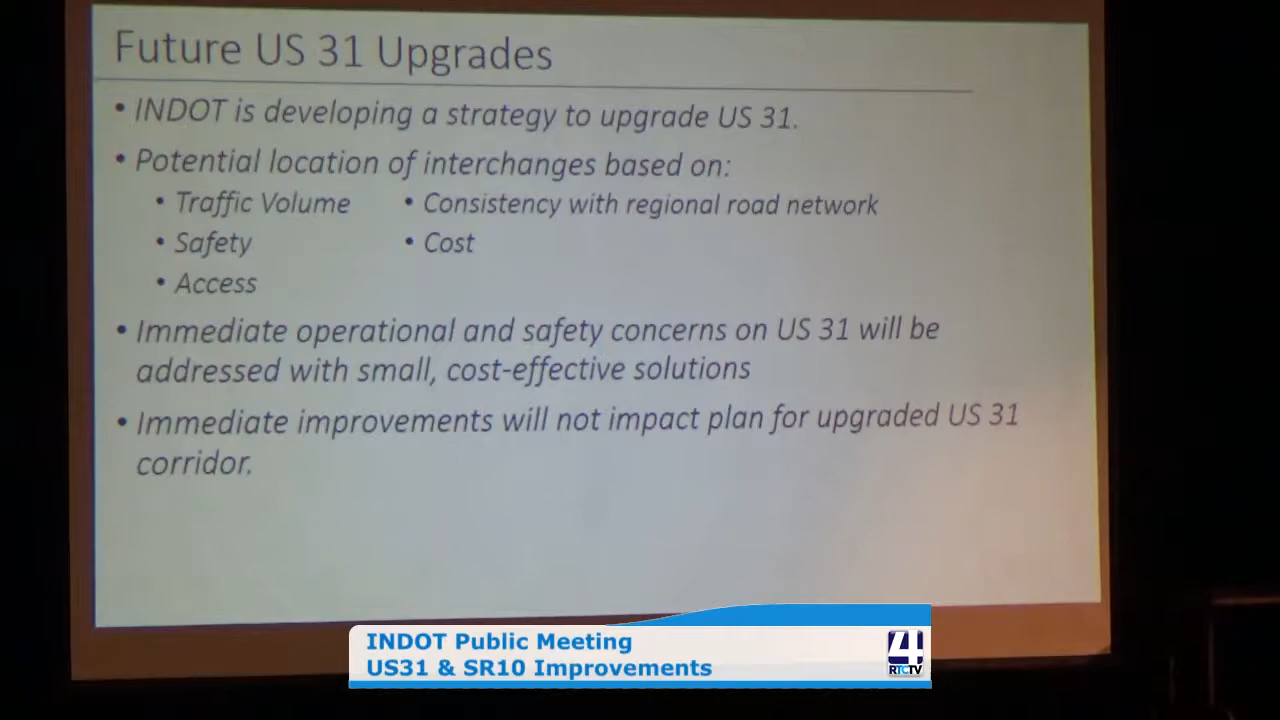 Future US 31 Upgrades
• INDOT is developing a strategy to upgrade US 31.
• Potential location of interchanges based on:
• Traffic Volume
• Safety
• Access
• Consistency with regional road network
• Cost
• Immediate operational and safety concerns on US 31 will be
addressed with small, cost-effective solutions
• Immediate improvements will not impact plan for upgraded US 31
corridor.
INDOT Public Meeting
US31 & SR10 Improvements
4
RTCTV